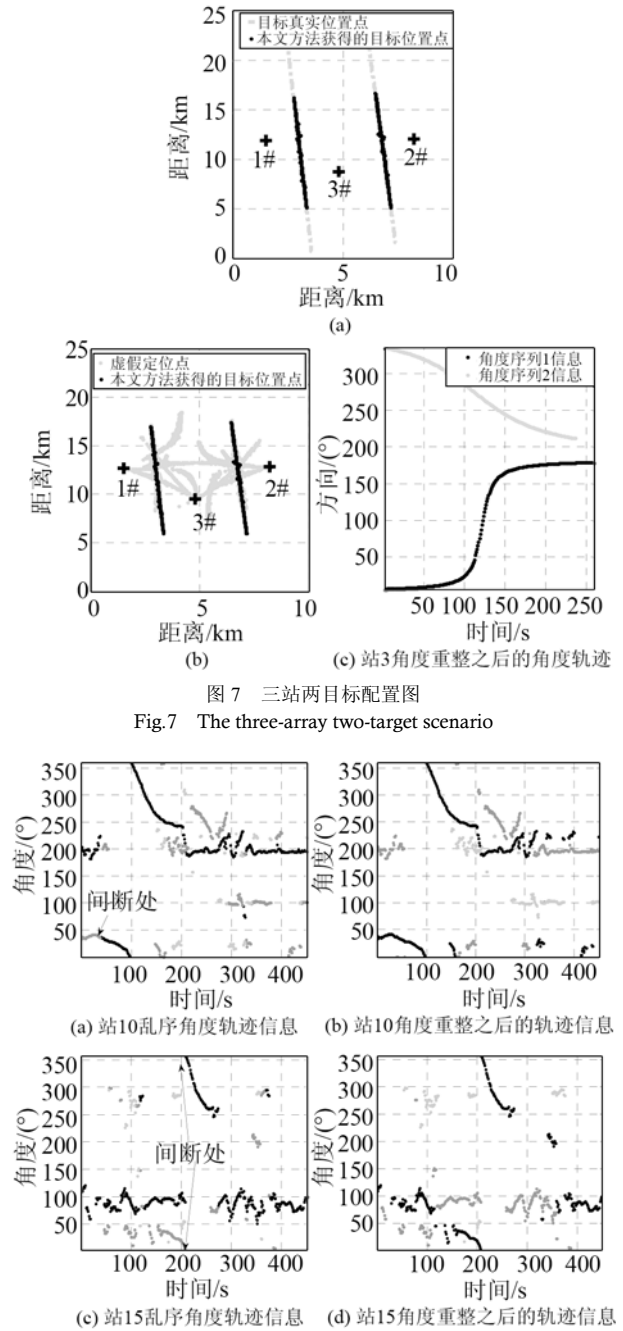 目标真实位置点
本文方法获得的目标位置点
25
20
15
10
5
0
距离/km
1#
2#
3#
0
5
10
距离/km
(a)
虚假定位点
本文方法获得的目标位置点
25
20
15
10
5
0
距离/km
1#
2#
3#
0
5
10
距离/km
(b)
角度序列1信息
角度序列2信息
300
250
200
150
100
50
方向/(°)
50 100 150 200 250
时间/s
(c) 站3角度重整之后的角度轨迹
图 7 三站两目标配置图
Fig.7 The three-array two-target scenario
300
250
200
150
100
50
角度/(°)
间断处
100 200 300 400
时间/s
(a) 站10乱序角度轨迹信息
300
250
200
150
100
50
角度/(°)
100 200 300 400
时间/s
(b) 站10角度重整之后的轨迹信息
350
300
250
200
150
100
50
角度/(°)
间断处
100 200 300 400
时间/s
(c) 站15乱序角度轨迹信息
350
300
250
200
150
100
50
角度/(°)
100 200 300 400
时间/s
(d) 站15角度重整之后的轨迹信息